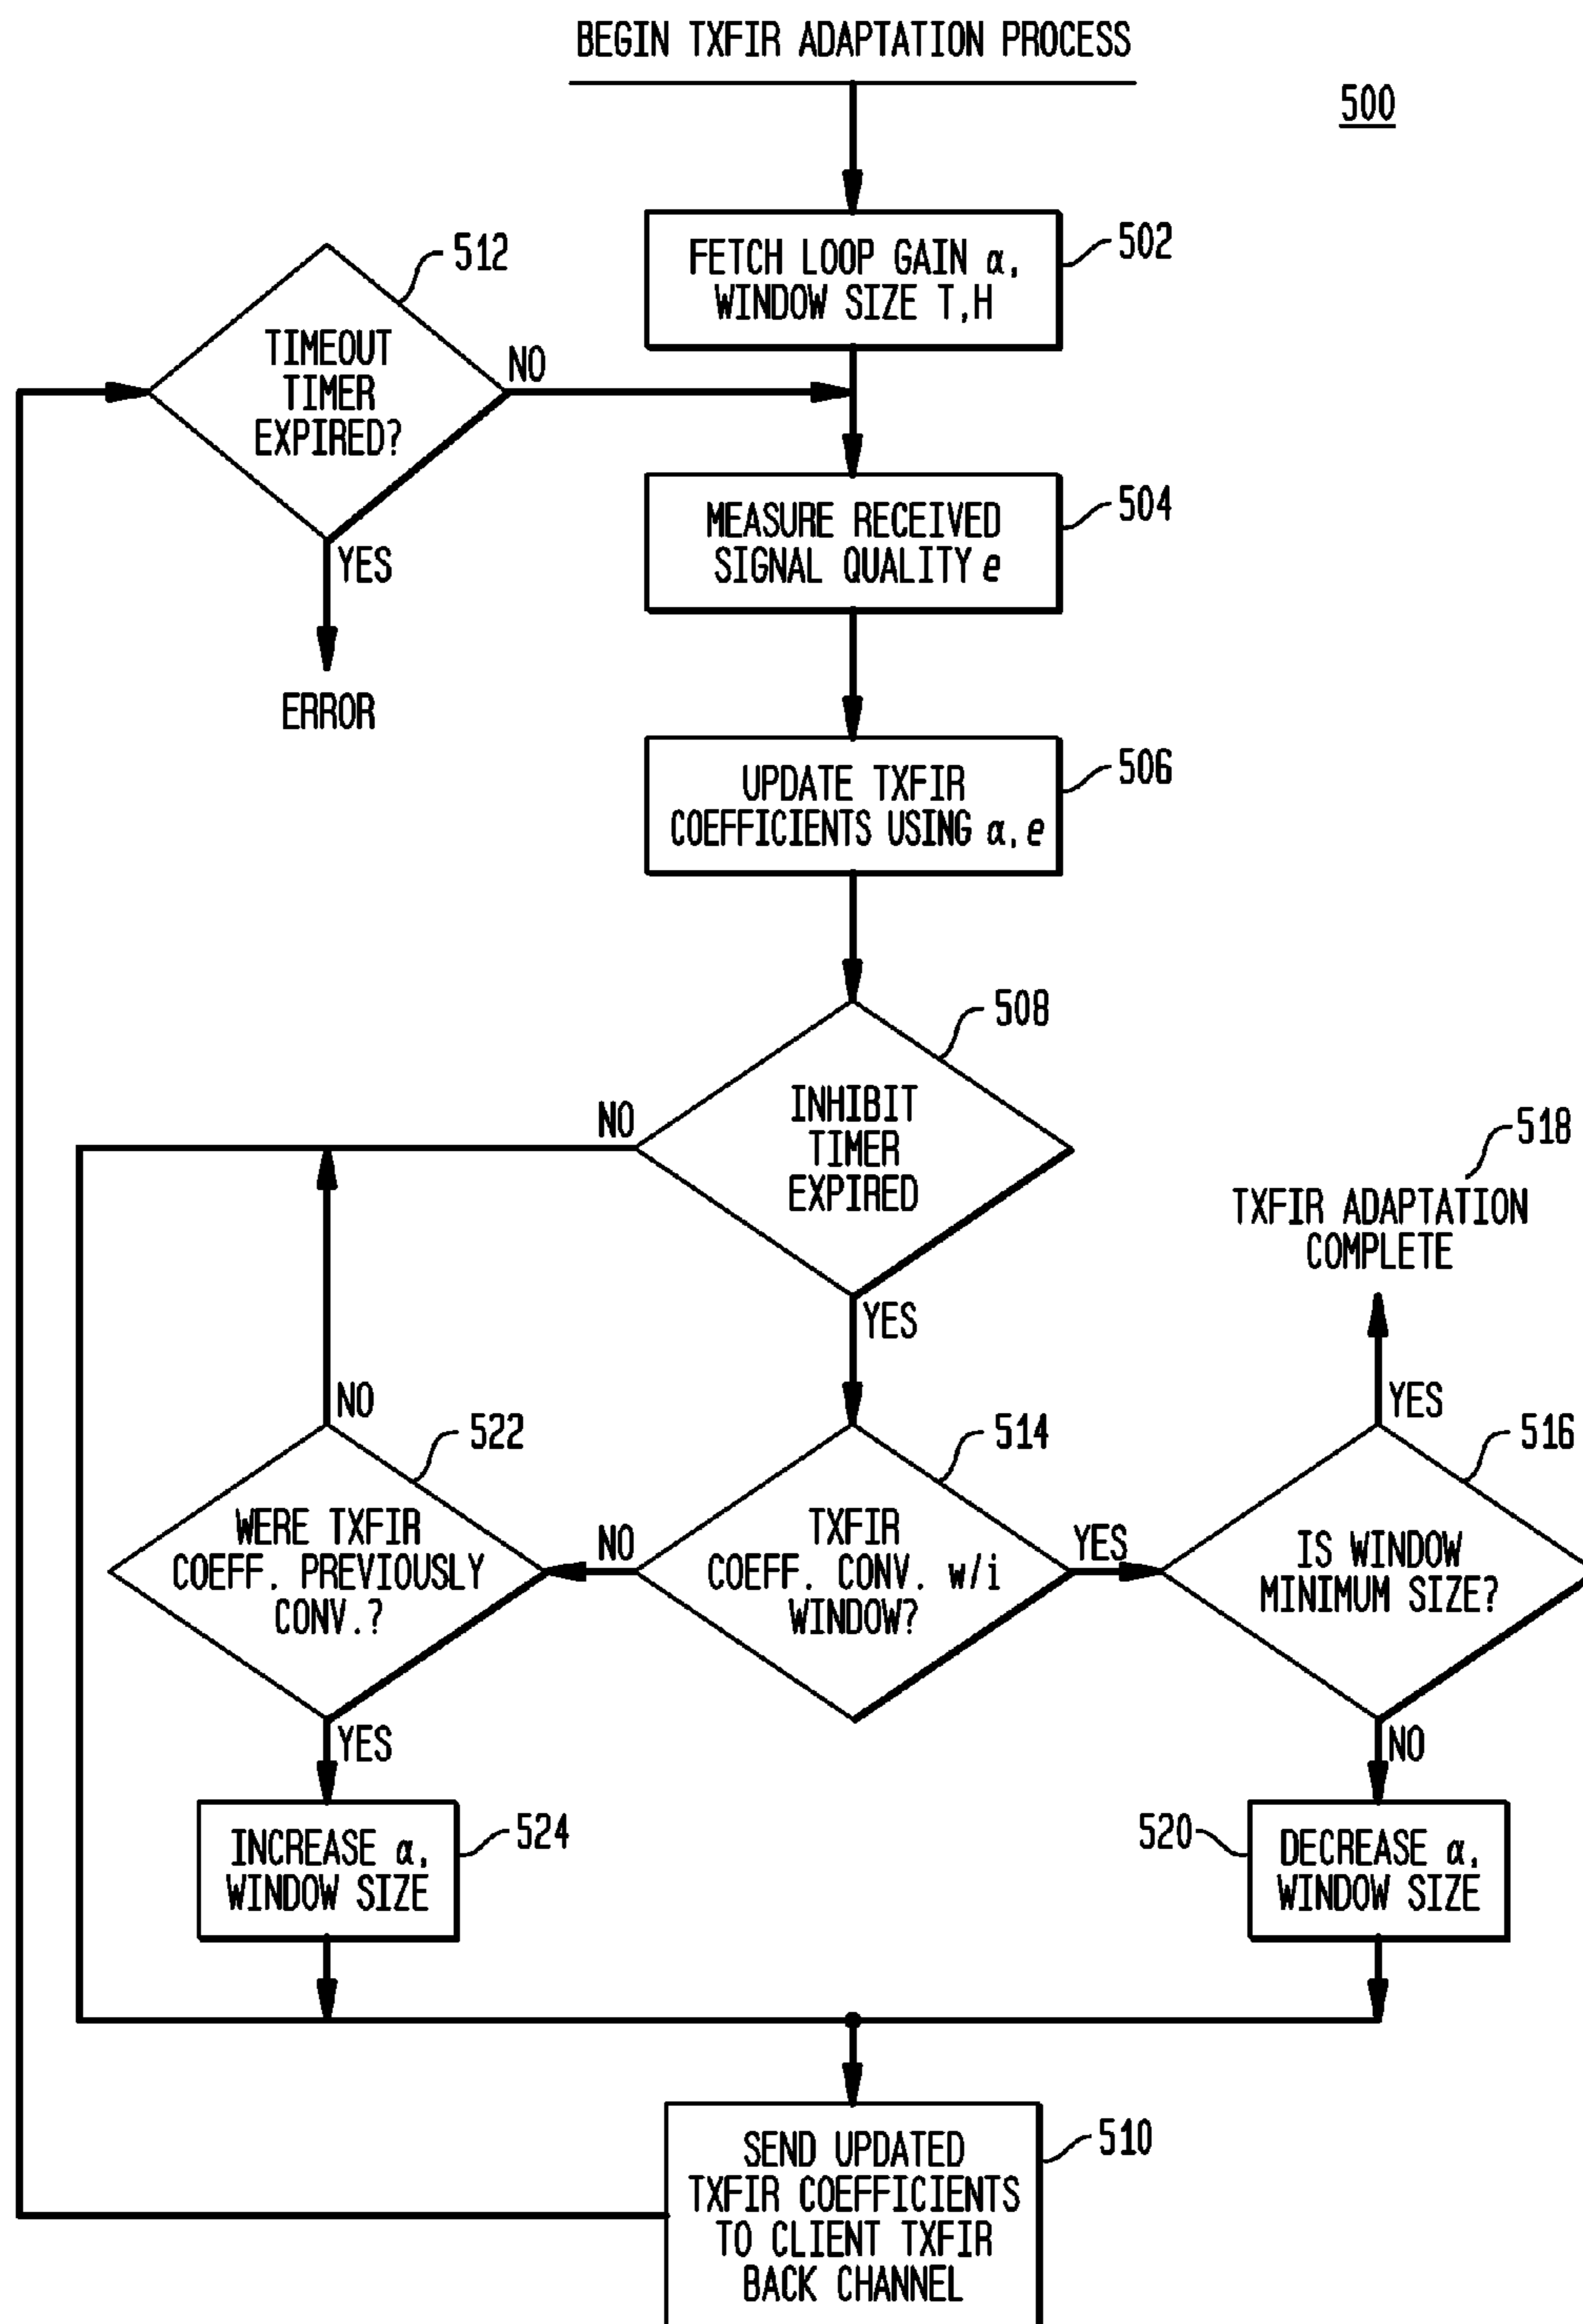 BEGIN TXFIR ADAPTATION PROCESS
500
FETCH LOOP GAIN α,
WINDOW SIZE T,H
502
512
TIMEOUT
TIMER
EXPIRED?
NO
YES
ERROR
MEASURE RECEIVED
SIGNAL QUALITY e
504
UPDATE TXFIR
COEFFICIENTS USING α, e
506
508
INHIBIT
TIMER
EXPIRED
NO
YES
518
TXFIR ADAPTATION
COMPLETE
YES
NO
522
WERE TXFIR
COEFF. PREVIOUSLY
CONV.?
NO
514
TXFIR
COEFF. CONV. w/i
WINDOW?
YES
516
IS WINDOW
MINIMUM SIZE?
YES
NO
INCREASE α,
WINDOW SIZE
524
520
DECREASE α,
WINDOW SIZE
SEND UPDATED
TXFIR COEFFICIENTS
TO CLIENT TXFIR
BACK CHANNEL
510